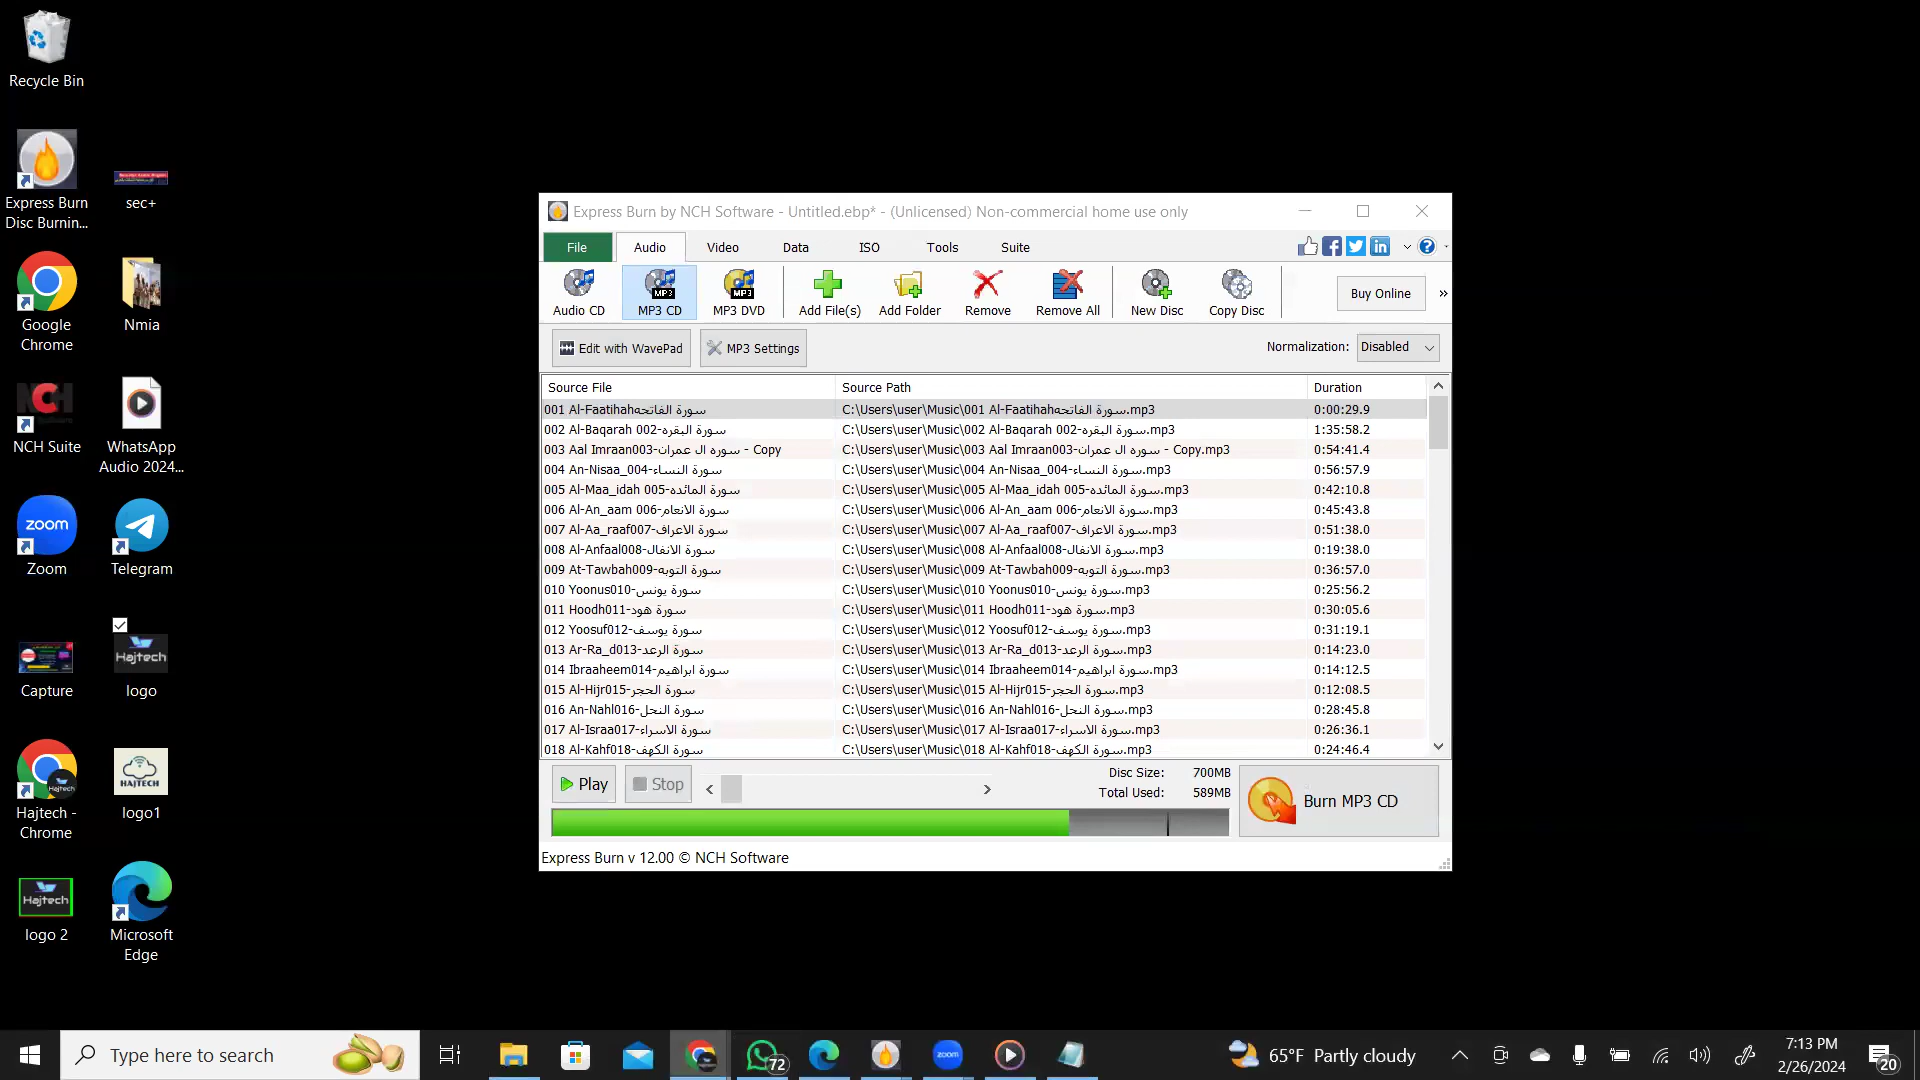 Recycle Bin
Express Burn
Disc Burnin...
sec+
Google
Chrome
Nmia
NCH Suite
WhatsApp
Audio 2024...
zoom
Zoom
Telegram
Capture
Hajtech
logo
Hajtech -
Chrome
HAJTECH
logo1
Hajtech
logo 2
Microsoft
Edge
Express Burn by NCH Software - Untitled.ebp* - (Unlicensed) Non-commercial home use only
File Audio Video Data ISO Tools Suite
Audio CD MP3 CD MP3 DVD Add File(s) Add Folder Remove Remove All New Disc Copy Disc Buy Online »
Edit with WavePad MP3 Settings Normalization: Disabled
Source File Source Path Duration
001 Al-Faatihahسورة الفاتحه C:\Users\user\Music\001 Al-Faatihahسورة الفاتحه.mp3 0:00:29.9
002 Al-Baqarah 002-سورة البقره C:\Users\user\Music\002 Al-Baqarah 002-سورة البقره.mp3 1:35:58.2
003 Aal Imraan003-سوره ال عمران - Copy C:\Users\user\Music\003 Aal Imraan003-سوره ال عمران - Copy.mp3 0:54:41.4
004 An-Nisaa_004-سورة النساء C:\Users\user\Music\004 An-Nisaa_004-سورة النساء.mp3 0:56:57.9
005 Al-Maa_idah 005-سورة المائده C:\Users\user\Music\005 Al-Maa_idah 005-سورة المائده.mp3 0:42:10.8
006 Al-An_aam 006-سورة الانعام C:\Users\user\Music\006 Al-An_aam 006-سورة الانعام.mp3 0:45:43.8
007 Al-Aa_raaf007-سورة الاعراف C:\Users\user\Music\007 Al-Aa_raaf007-سورة الاعراف.mp3 0:51:38.0
008 Al-Anfaal008-سورة الانفال C:\Users\user\Music\008 Al-Anfaal008-سورة الانفال.mp3 0:19:38.0
009 At-Tawbah009-سورة التوبه C:\Users\user\Music\009 At-Tawbah009-سورة التوبه.mp3 0:36:57.0
010 Yoonus010-سورة يونس C:\Users\user\Music\010 Yoonus010-سورة يونس.mp3 0:25:56.2
011 Hoodh011-سورة هود C:\Users\user\Music\011 Hoodh011-سورة هود.mp3 0:30:05.6
012 Yoosuf012-سورة يوسف C:\Users\user\Music\012 Yoosuf012-سورة يوسف.mp3 0:31:19.1
013 Ar-Ra_d013-سورة الرعد C:\Users\user\Music\013 Ar-Ra_d013-سورة الرعد.mp3 0:14:23.0
014 Ibraaheem014-سورة ابراهيم C:\Users\user\Music\014 Ibraaheem014-سورة ابراهيم.mp3 0:14:12.5
015 Al-Hijr015-سورة الحجر C:\Users\user\Music\015 Al-Hijr015-سورة الحجر.mp3 0:12:08.5
016 An-Nahl016-سورة النحل C:\Users\user\Music\016 An-Nahl016-سورة النحل.mp3 0:28:45.8
017 Al-Israa017-سورة الاسراء C:\Users\user\Music\017 Al-Israa017-سورة الاسراء.mp3 0:26:36.1
018 Al-Kahf018-سورة الكهف C:\Users\user\Music\018 Al-Kahf018-سورة الكهف.mp3 0:24:46.4
Play Stop Disc Size: 700MB
Total Used: 589MB
Burn MP3 CD
Express Burn v 12.00 © NCH Software
Type here to search
72
zoom
65°F Partly cloudy
7:13 PM
2/26/2024
20